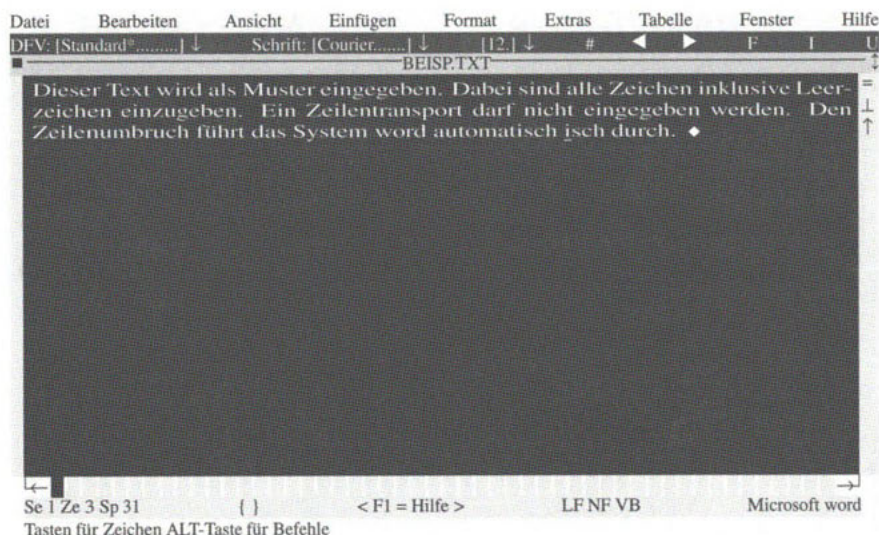 Datei Bearbeiten Ansicht Einfügen Format Extras Tabelle Fenster Hilfe
DFV: [Standard*.........] ↓ Schrift: [Courier.......] ↓ [12.] ↓ # ◀ ▶ F I U
BEISP.TXT
Dieser Text wird als Muster eingegeben. Dabei sind alle Zeichen inklusive Leer-
zeichen einzugeben. Ein Zeilentransport darf nicht eingegeben werden. Den
Zeilenumbruch führt das System word automatisch isch durch. ◆
Se 1 Ze 3 Sp 31 { } < F1 = Hilfe > LF NF VB Microsoft word
Tasten für Zeichen ALT-Taste für Befehle